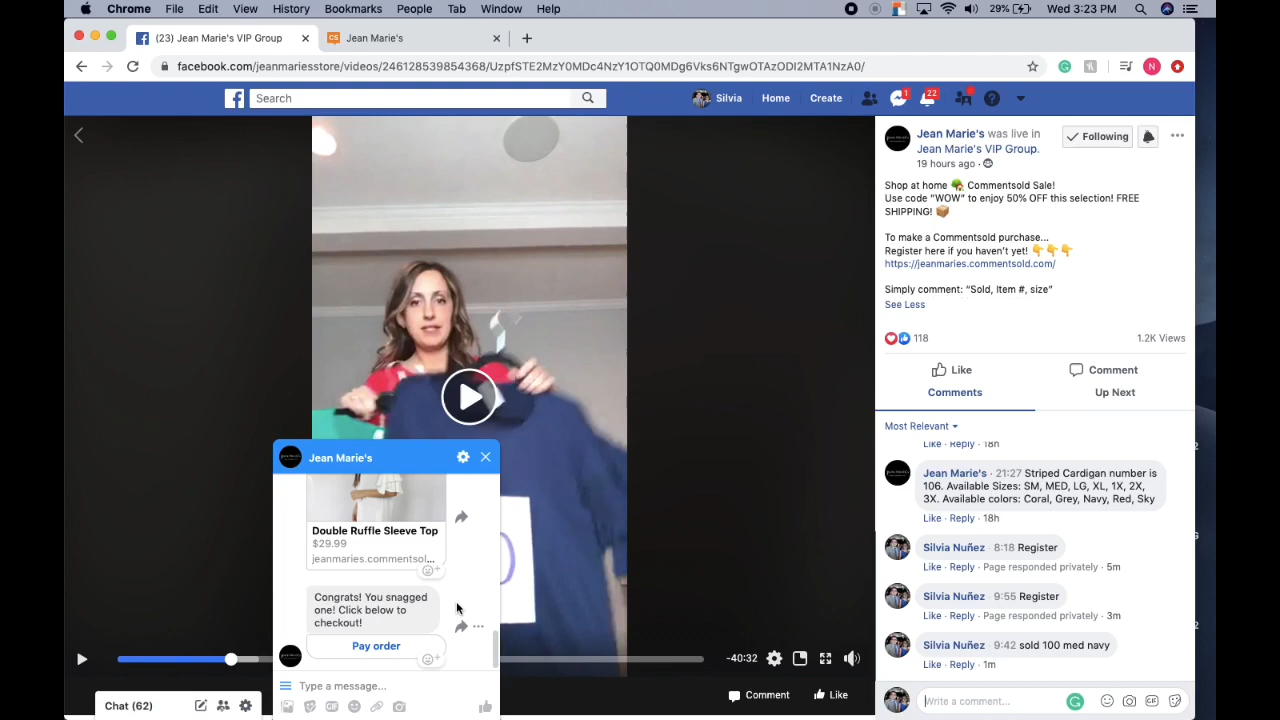 Chrome File Edit View History Bookmarks People Tab Window Help
29% Wed 3:23 PM
(23) Jean Marie's VIP Group
CS Jean Marie's
facebook.com/jeanmariesstore/videos/246128539854368/UzpfSTE2MzY0MDc4NzY1OTQ0MDg6Vks6NTgwOTAzODI2MTA1NzA0/
N
Search
Silvia Home Create
1
22
Jean Marie's was live in
Jean Marie's VIP Group.
19 hours ago ·
Following
Shop at home Commentsold Sale!
Use code "WOW" to enjoy 50% OFF this selection! FREE
SHIPPING!
To make a Commentsold purchase...
Register here if you haven't yet!
https://jeanmaries.commentsold.com/
Simply comment: "Sold, Item #, size"
See Less
118
1.2K Views
Like Comment
Comments Up Next
Most Relevant
Like · Reply · 18h
Jean Marie's · 21:27 Striped Cardigan number is
106. Available Sizes: SM, MED, LG, XL, 1X, 2X,
3X. Available colors: Coral, Grey, Navy, Red, Sky
Like · Reply · 18h
Silvia Nuñez · 8:18 Register
Like · Reply · Page responded privately · 5m
Silvia Nuñez · 9:55 Register
Like · Reply · Page responded privately · 3m
Silvia Nuñez · 9:42 sold 100 med navy
Like · Reply · 1m
Write a comment...
GIF
Jean Marie's
Double Ruffle Sleeve Top
$29.99
jeanmaries.commentsol...
Congrats! You snagged
one! Click below to
checkout!
Pay order
Type a message...
GIF
-40:32
Comment Like
Chat (62)